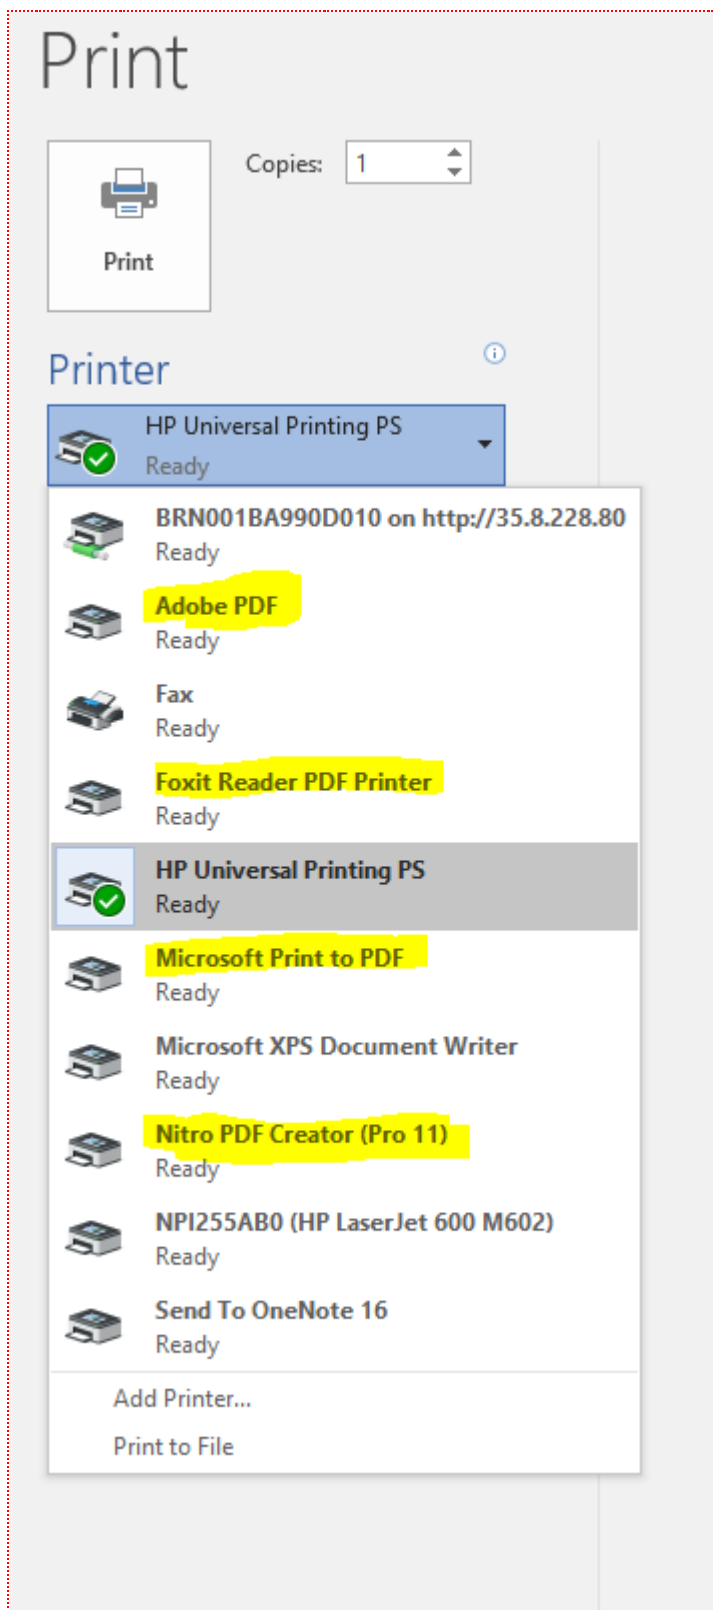 Print
Copies: 1
Print
Printer
HP Universal Printing PS
Ready
BRN001BA990D010 on http://35.8.228.80
Ready
Adobe PDF
Ready
Fax
Ready
Foxit Reader PDF Printer
Ready
HP Universal Printing PS
Ready
Microsoft Print to PDF
Ready
Microsoft XPS Document Writer
Ready
Nitro PDF Creator (Pro 11)
Ready
NPI255AB0 (HP LaserJet 600 M602)
Ready
Send To OneNote 16
Ready
Add Printer...
Print to File